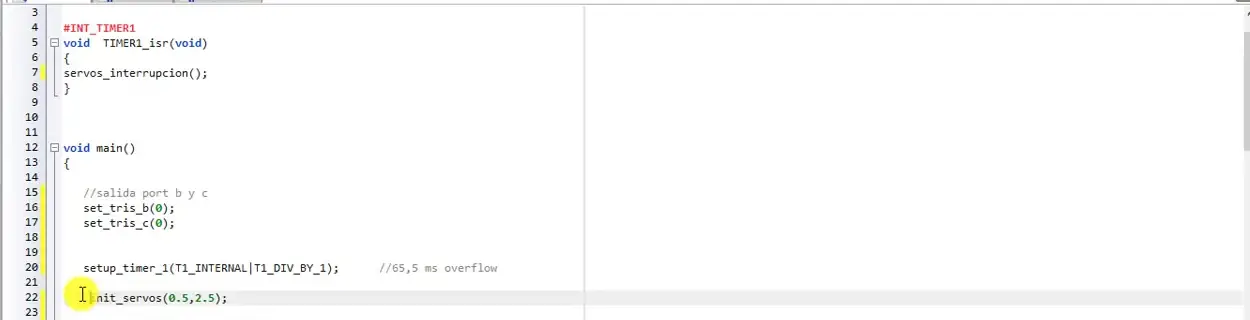 3
4 #INT_TIMER1
5 void TIMER1_isr(void)
6 {
7 servos_interrupcion();
8 }
9
10
11
12 void main()
13 {
14
15 //salida port b y c
16 set_tris_b(0);
17 set_tris_c(0);
18
19
20 setup_timer_1(T1_INTERNAL|T1_DIV_BY_1); //65,5 ms overflow
21
22 init_servos(0.5,2.5);
23